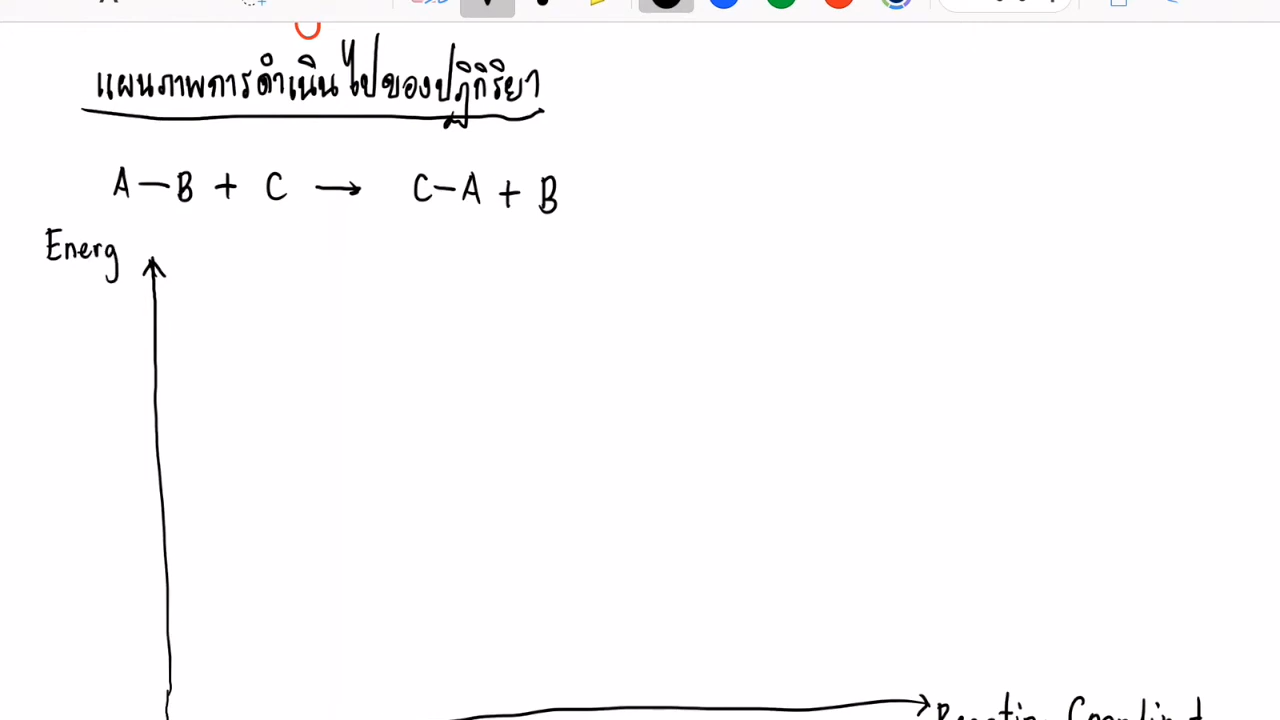 แผนภาพการดำเนินไปของปฏิกิริยา
A—B + C → C—A + B
Energ